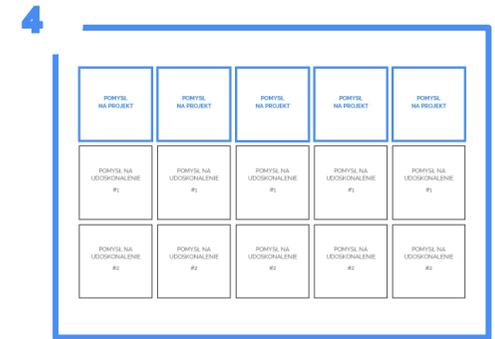 4
POMYSŁ POMYSŁ POMYSŁ POMYSŁ POMYSŁ
NA PROJEKT NA PROJEKT NA PROJEKT NA PROJEKT NA PROJEKT
POMYSŁ NA POMYSŁ NA POMYSŁ NA POMYSŁ NA POMYSŁ NA
UDOSKONALENIE UDOSKONALENIE UDOSKONALENIE UDOSKONALENIE UDOSKONALENIE
#1 #1 #1 #1 #1
POMYSŁ NA POMYSŁ NA POMYSŁ NA POMYSŁ NA POMYSŁ NA
UDOSKONALENIE UDOSKONALENIE UDOSKONALENIE UDOSKONALENIE UDOSKONALENIE
#2 #2 #2 #2 #2